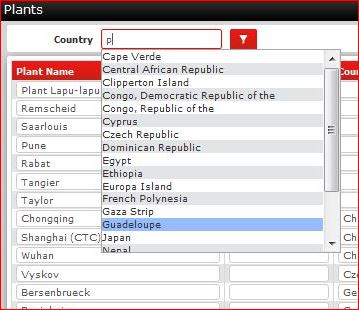 Plants
Country p
Cape Verde
Central African Republic
Clipperton Island
Congo, Democratic Republic of the
Congo, Republic of the
Cyprus
Czech Republic
Dominican Republic
Egypt
Ethiopia
Europa Island
French Polynesia
Gaza Strip
Guadeloupe
Japan
Nepal
Plant Name
Plant Lapu-lapu
Remscheid
Saarlouis
Pune
Rabat
Tangier
Taylor
Chongqing Ch
Shanghai (CTC) Ch
Wuhan Ch
Vyskov Cze
Bersenbrueck Ge